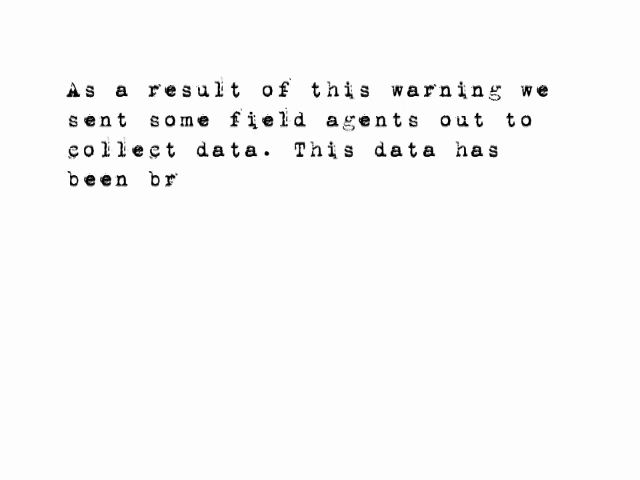 As a result of this warning we
sent some field agents out to
collect data. This data has
been br